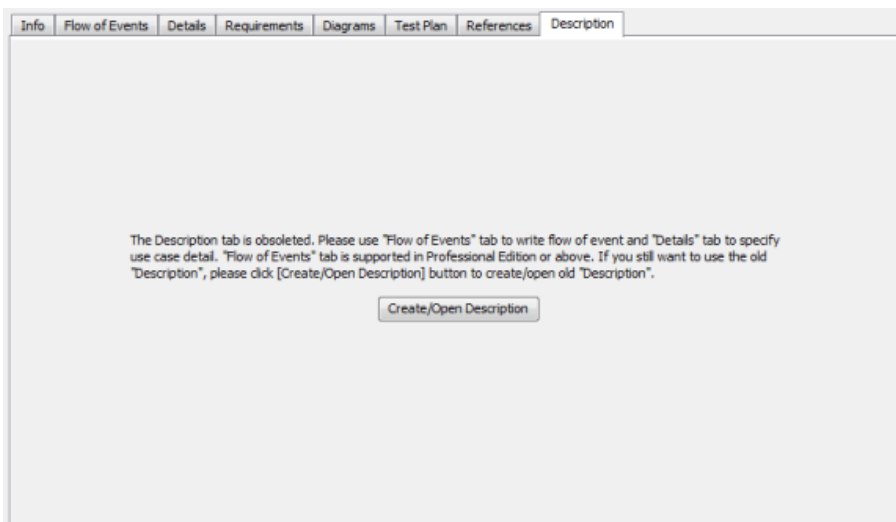 Info Flow of Events Details Requirements Diagrams Test Plan References Description
The Description tab is obsoleted. Please use "Flow of Events" tab to write flow of event and "Details" tab to specify
use case detail. "Flow of Events" tab is supported in Professional Edition or above. If you still want to use the old
"Description", please click [Create/Open Description] button to create/open old "Description".
Create/Open Description